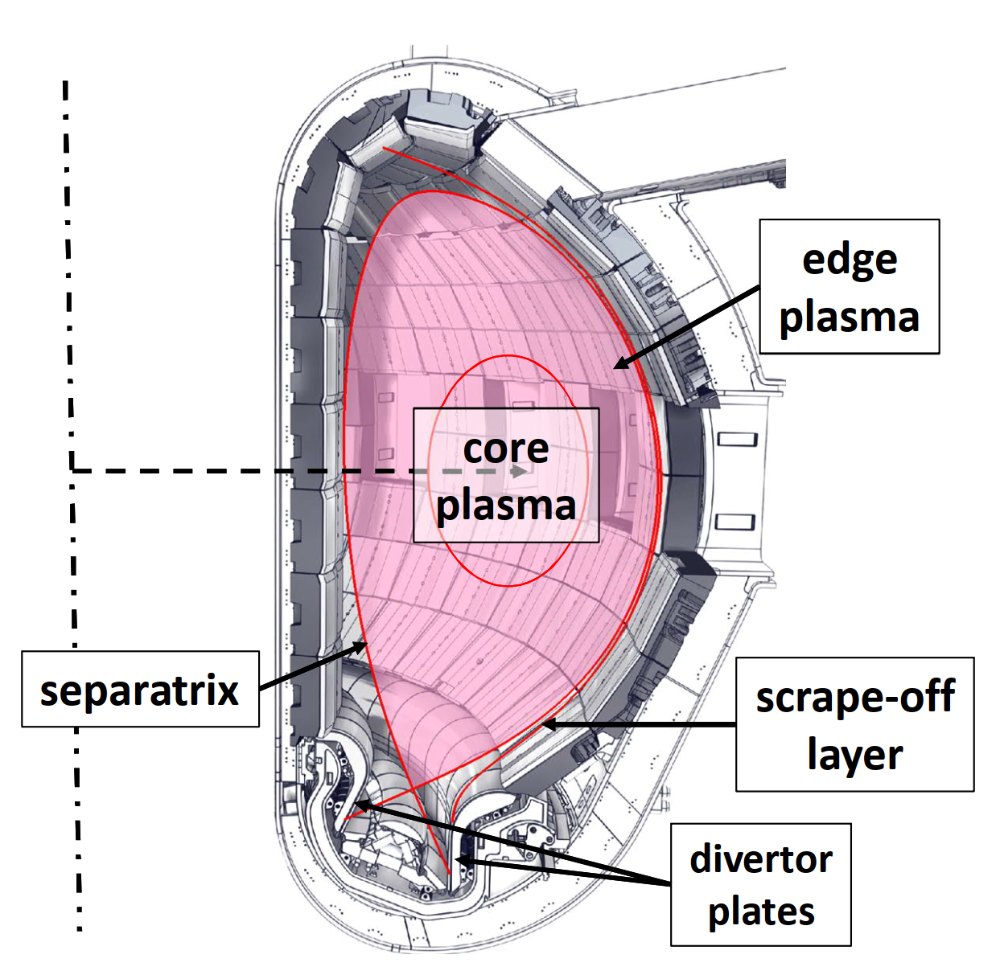 edge
plasma
core
plasma
separatrix
scrape-off
layer
divertor
plates